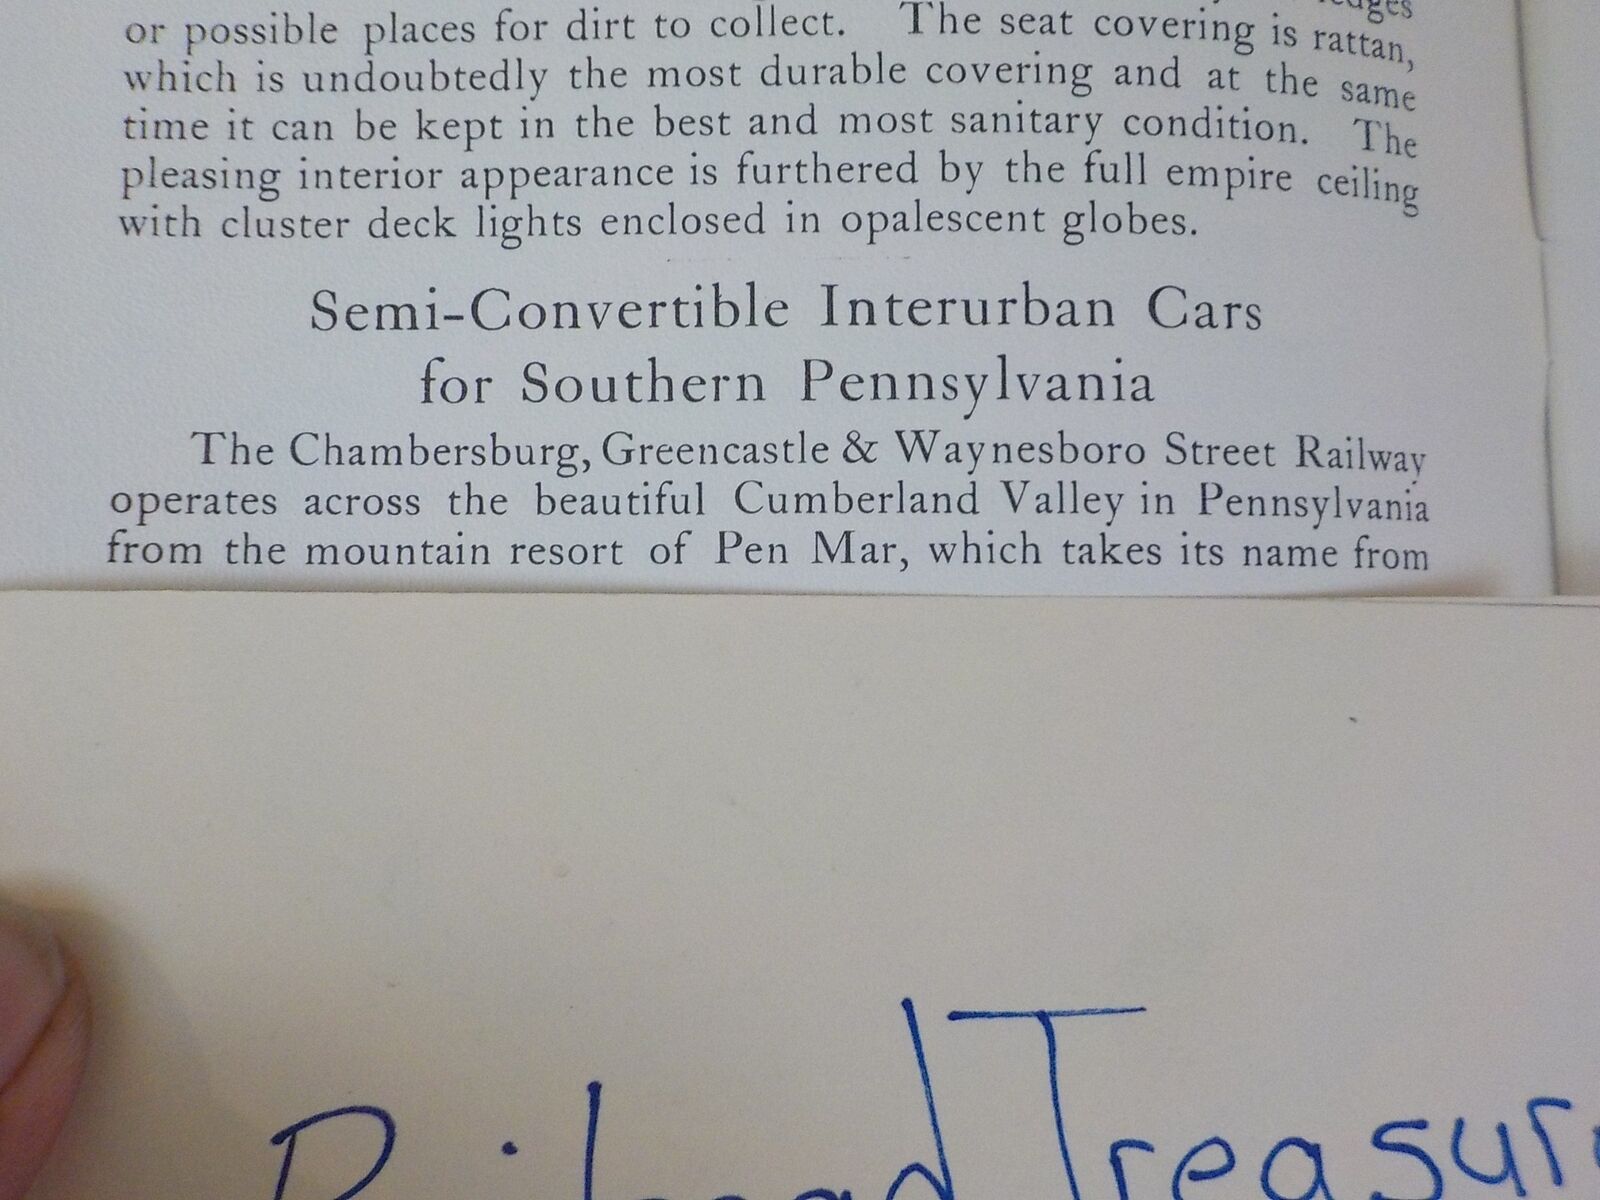 or possible places for dirt to collect. The seat covering is rattan,
which is undoubtedly the most durable covering and at the same
time it can be kept in the best and most sanitary condition. The
pleasing interior appearance is furthered by the full empire ceiling
with cluster deck lights enclosed in opalescent globes.
Semi-Convertible Interurban Cars
for Southern Pennsylvania
The Chambersburg, Greencastle & Waynesboro Street Railway
operates across the beautiful Cumberland Valley in Pennsylvania
from the mountain resort of Pen Mar, which takes its name from
Railroad Treasur